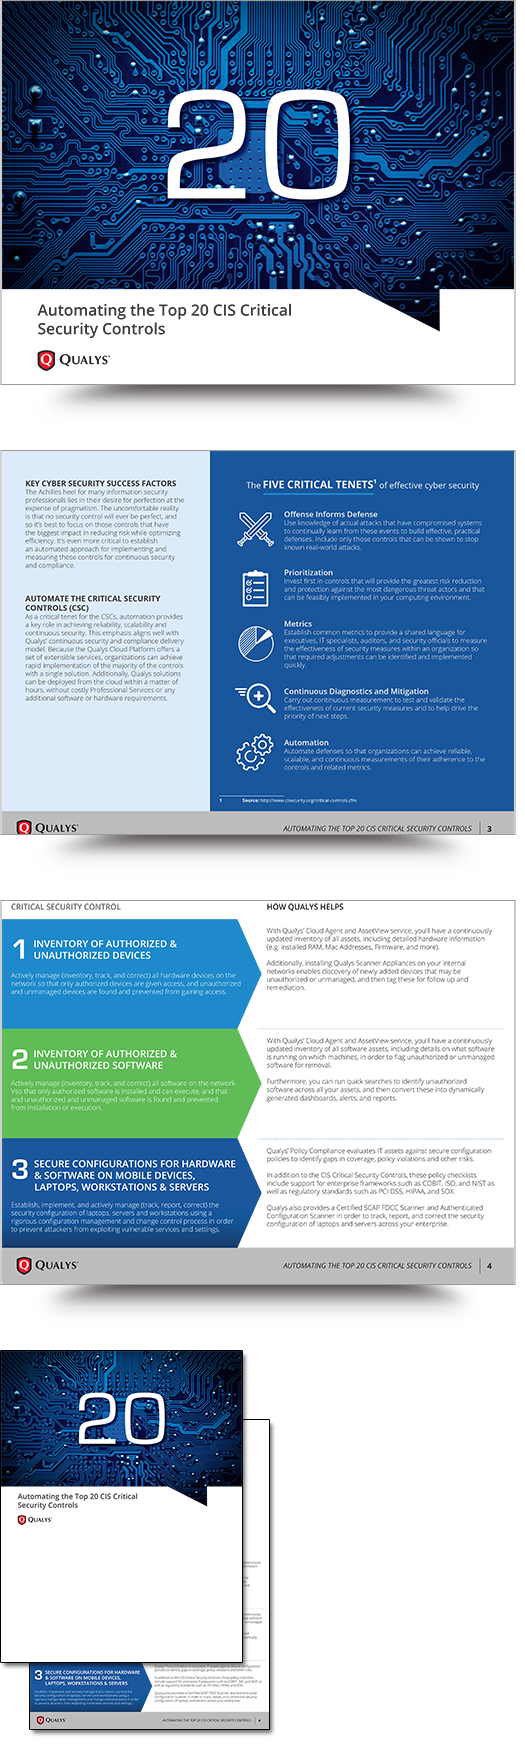 20
Automating the Top 20 CIS Critical
Security Controls
QUALYS®
KEY CYBER SECURITY SUCCESS FACTORS
The Achilles heel for many information security
professionals lies in their desire for perfection at the
expense of pragmatism. The uncomfortable reality
is that no security control will ever be perfect, and
so it's best to focus on those controls that have
the biggest impact in reducing risk while optimizing
efficiency. It's even more critical to establish
an automated approach for implementing and
measuring these controls for continuous security
and compliance.
AUTOMATE THE CRITICAL SECURITY
CONTROLS (CSC)
As a critical tenet for the CSCs, automation provides
a key role in achieving reliability, scalability and
continuous security. This emphasis aligns well with
Qualys' continuous security and compliance delivery
model. Because the Qualys Cloud Platform offers a
set of extensible services, organizations can achieve
rapid implementation of the majority of the controls
with a single solution. Additionally, Qualys solutions
can be deployed from the cloud within a matter of
hours, without costly Professional Services or any
additional software or hardware requirements.
The FIVE CRITICAL TENETS¹ of effective cyber security
Offense Informs Defense
Use knowledge of actual attacks that have compromised systems
to continually learn from these events to build effective, practical
defenses. Include only those controls that can be shown to stop
known real-world attacks.
Prioritization
Invest first in controls that will provide the greatest risk reduction
and protection against the most dangerous threat actors and that
can be feasibly implemented in your computing environment.
Metrics
Establish common metrics to provide a shared language for
executives, IT specialists, auditors, and security officials to measure
the effectiveness of security measures within an organization so
that required adjustments can be identified and implemented
quickly.
Continuous Diagnostics and Mitigation
Carry out continuous measurement to test and validate the
effectiveness of current security measures and to help drive the
priority of next steps.
Automation
Automate defenses so that organizations can achieve reliable,
scalable, and continuous measurements of their adherence to the
controls and related metrics.
1 Source: http://www.cisecurity.org/critical-controls.cfm
QUALYS® AUTOMATING THE TOP 20 CIS CRITICAL SECURITY CONTROLS 3
CRITICAL SECURITY CONTROL
HOW QUALYS HELPS
1 INVENTORY OF AUTHORIZED &
UNAUTHORIZED DEVICES
Actively manage (inventory, track, and correct) all hardware devices on the
network so that only authorized devices are given access, and unauthorized
and unmanaged devices are found and prevented from gaining access.
With Qualys' Cloud Agent and AssetView service, you'll have a continuously
updated inventory of all assets, including detailed hardware information
(e.g. installed RAM, Mac Addresses, Firmware, and more).
Additionally, installing Qualys Scanner Appliances on your internal
networks enables discovery of newly added devices that may be
unauthorized or unmanaged, and then tag these for follow up and
remediation.
2 INVENTORY OF AUTHORIZED &
UNAUTHORIZED SOFTWARE
Actively manage (inventory, track, and correct) all software on the network
Vso that only authorized software is installed and can execute, and that
and unauthorized and unmanaged software is found and prevented
from installation or execution.
With Qualys' Cloud Agent and AssetView service, you'll have a continuously
updated inventory of all software assets, including details on what software
is running on which machines, in order to flag unauthorized or unmanaged
software for removal.
Furthermore, you can run quick searches to identify unauthorized
software across all your assets, and then convert these into dynamically
generated dashboards, alerts, and reports.
3 SECURE CONFIGURATIONS FOR HARDWARE
& SOFTWARE ON MOBILE DEVICES,
LAPTOPS, WORKSTATIONS & SERVERS
Establish, implement, and actively manage (track, report, correct) the
security configuration of laptops, servers and workstations using a
rigorous configuration management and change control process in order
to prevent attackers from exploiting vulnerable services and settings.
Qualys' Policy Compliance evaluates IT assets against secure configuration
policies to identify gaps in coverage, policy violations and other risks.
In addition to the CIS Critical Security Controls, these policy checklists
include support for enterprise frameworks such as COBIT, ISO, and NIST as
well as regulatory standards such as PCI DSS, HIPAA, and SOX.
Qualys also provides a Certified SCAP FDCC Scanner and Authenticated
Configuration Scanner in order to track, report, and correct the security
configuration of laptops and servers across your enterprise.
QUALYS® AUTOMATING THE TOP 20 CIS CRITICAL SECURITY CONTROLS 4
20
Automating the Top 20 CIS Critical
Security Controls
QUALYS®
3 SECURE CONFIGURATIONS FOR HARDWARE
& SOFTWARE ON MOBILE DEVICES,
LAPTOPS, WORKSTATIONS & SERVERS
QUALYS® AUTOMATING THE TOP 20 CIS CRITICAL SECURITY CONTROLS 4